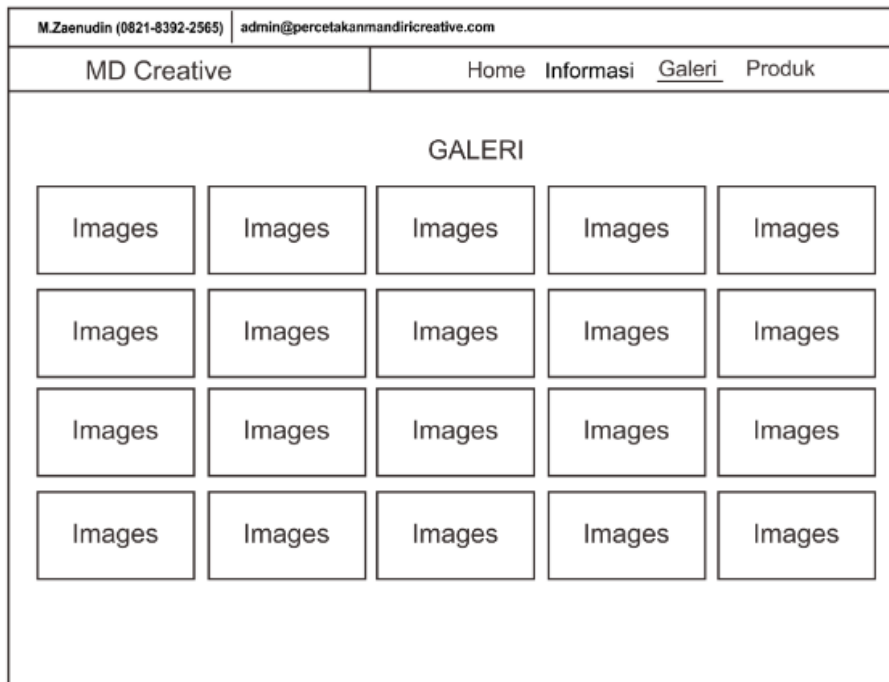 M.Zaenudin (0821-8392-2565) admin@percetakanmandiricreative.com
MD Creative Home Informasi Galeri Produk
GALERI
Images Images Images Images Images
Images Images Images Images Images
Images Images Images Images Images
Images Images Images Images Images